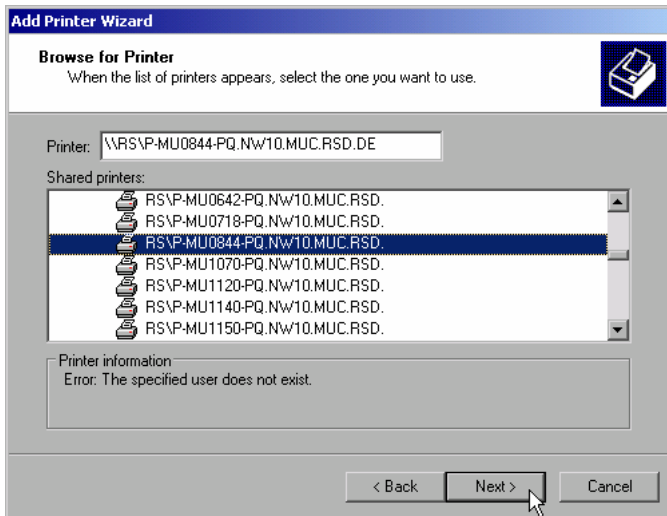 Add Printer Wizard
Browse for Printer
When the list of printers appears, select the one you want to use.
Printer: \\RS\P-MU0844-PQ.NW10.MUC.RSD.DE
Shared printers:
RS\P-MU0642-PQ.NW10.MUC.RSD.
RS\P-MU0718-PQ.NW10.MUC.RSD.
RS\P-MU0844-PQ.NW10.MUC.RSD.
RS\P-MU1070-PQ.NW10.MUC.RSD.
RS\P-MU1120-PQ.NW10.MUC.RSD.
RS\P-MU1140-PQ.NW10.MUC.RSD.
RS\P-MU1150-PQ.NW10.MUC.RSD.
Printer information
Error: The specified user does not exist.
< Back Next > Cancel